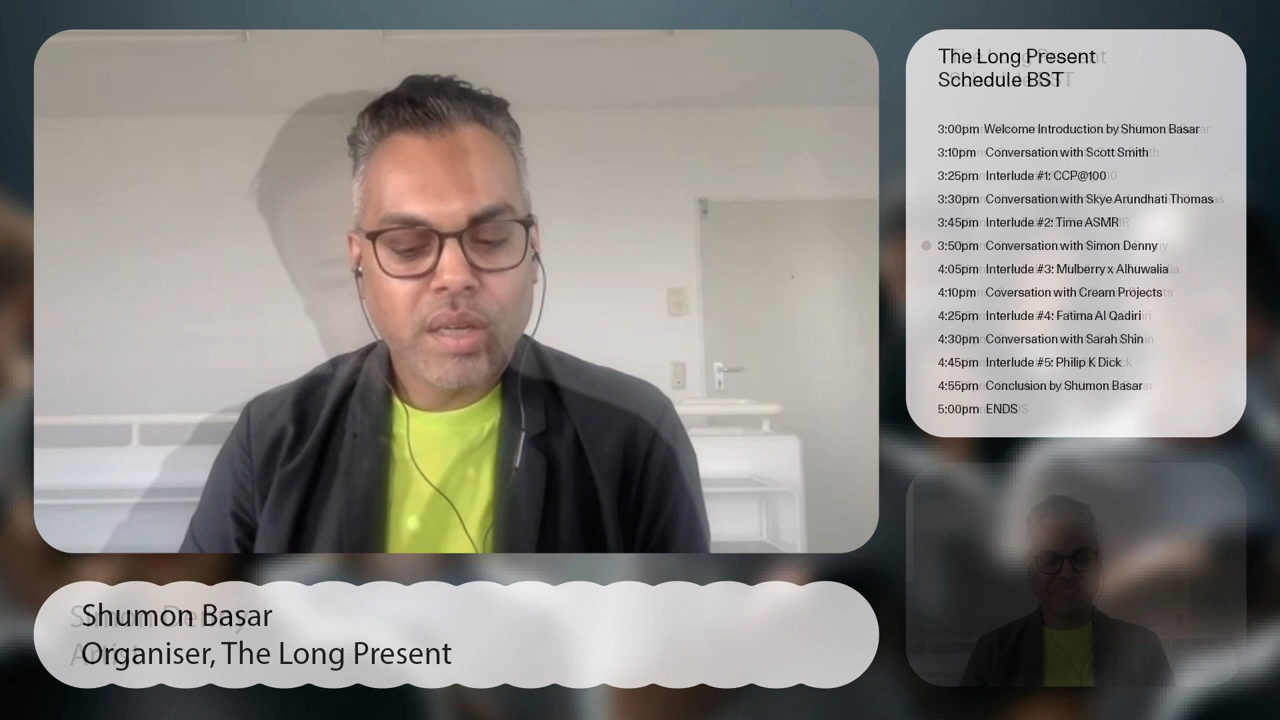 The Long Present
Schedule BST
3:00pm Welcome Introduction by Shumon Basar
3:10pm Conversation with Scott Smith
3:25pm Interlude #1: CCP@100
3:30pm Conversation with Skye Arundhati Thomas
3:45pm Interlude #2: Time ASMR
3:50pm Conversation with Simon Denny
4:05pm Interlude #3: Mulberry x Alhuwalia
4:10pm Coversation with Cream Projects
4:25pm Interlude #4: Fatima Al Qadiri
4:30pm Conversation with Sarah Shin
4:45pm Interlude #5: Philip K Dick
4:55pm Conclusion by Shumon Basar
5:00pm ENDS
Shumon Basar
Organiser, The Long Present